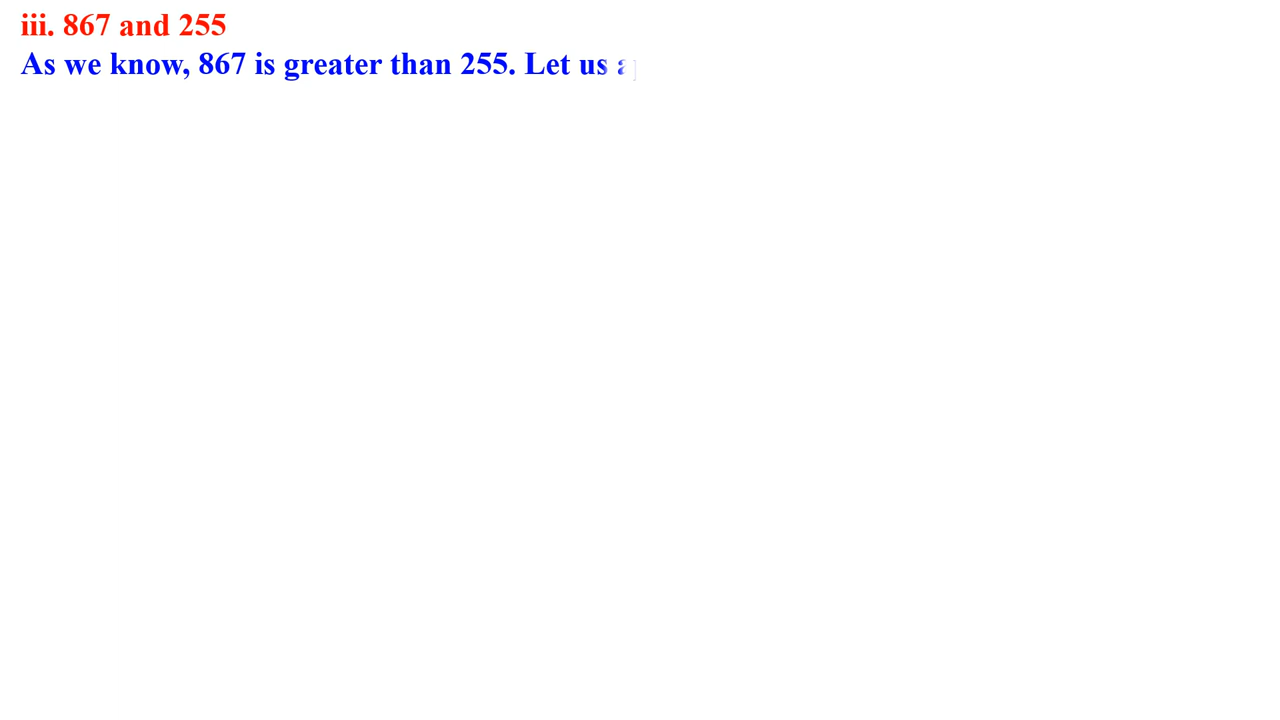 iii. 867 and 255
As we know, 867 is greater than 255. Let us